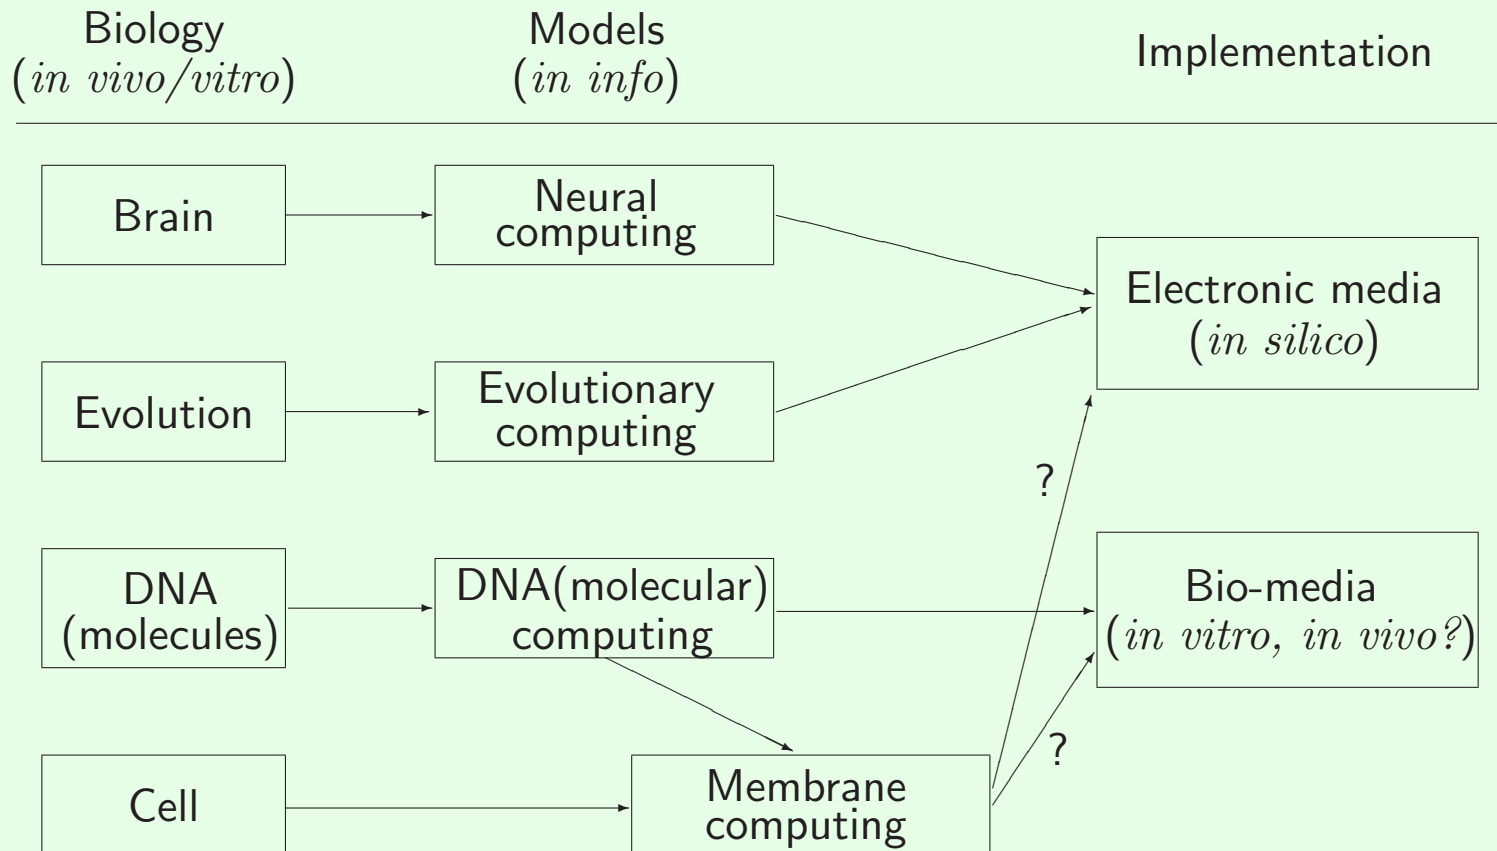 Biology
(in vivo/vitro)
Models
(in info)
Implementation
Brain
Neural
computing
Electronic media
(in silico)
Evolution
Evolutionary
computing
?
DNA
(molecules)
DNA(molecular)
computing
Bio-media
(in vitro, in vivo?)
?
Cell
Membrane
computing